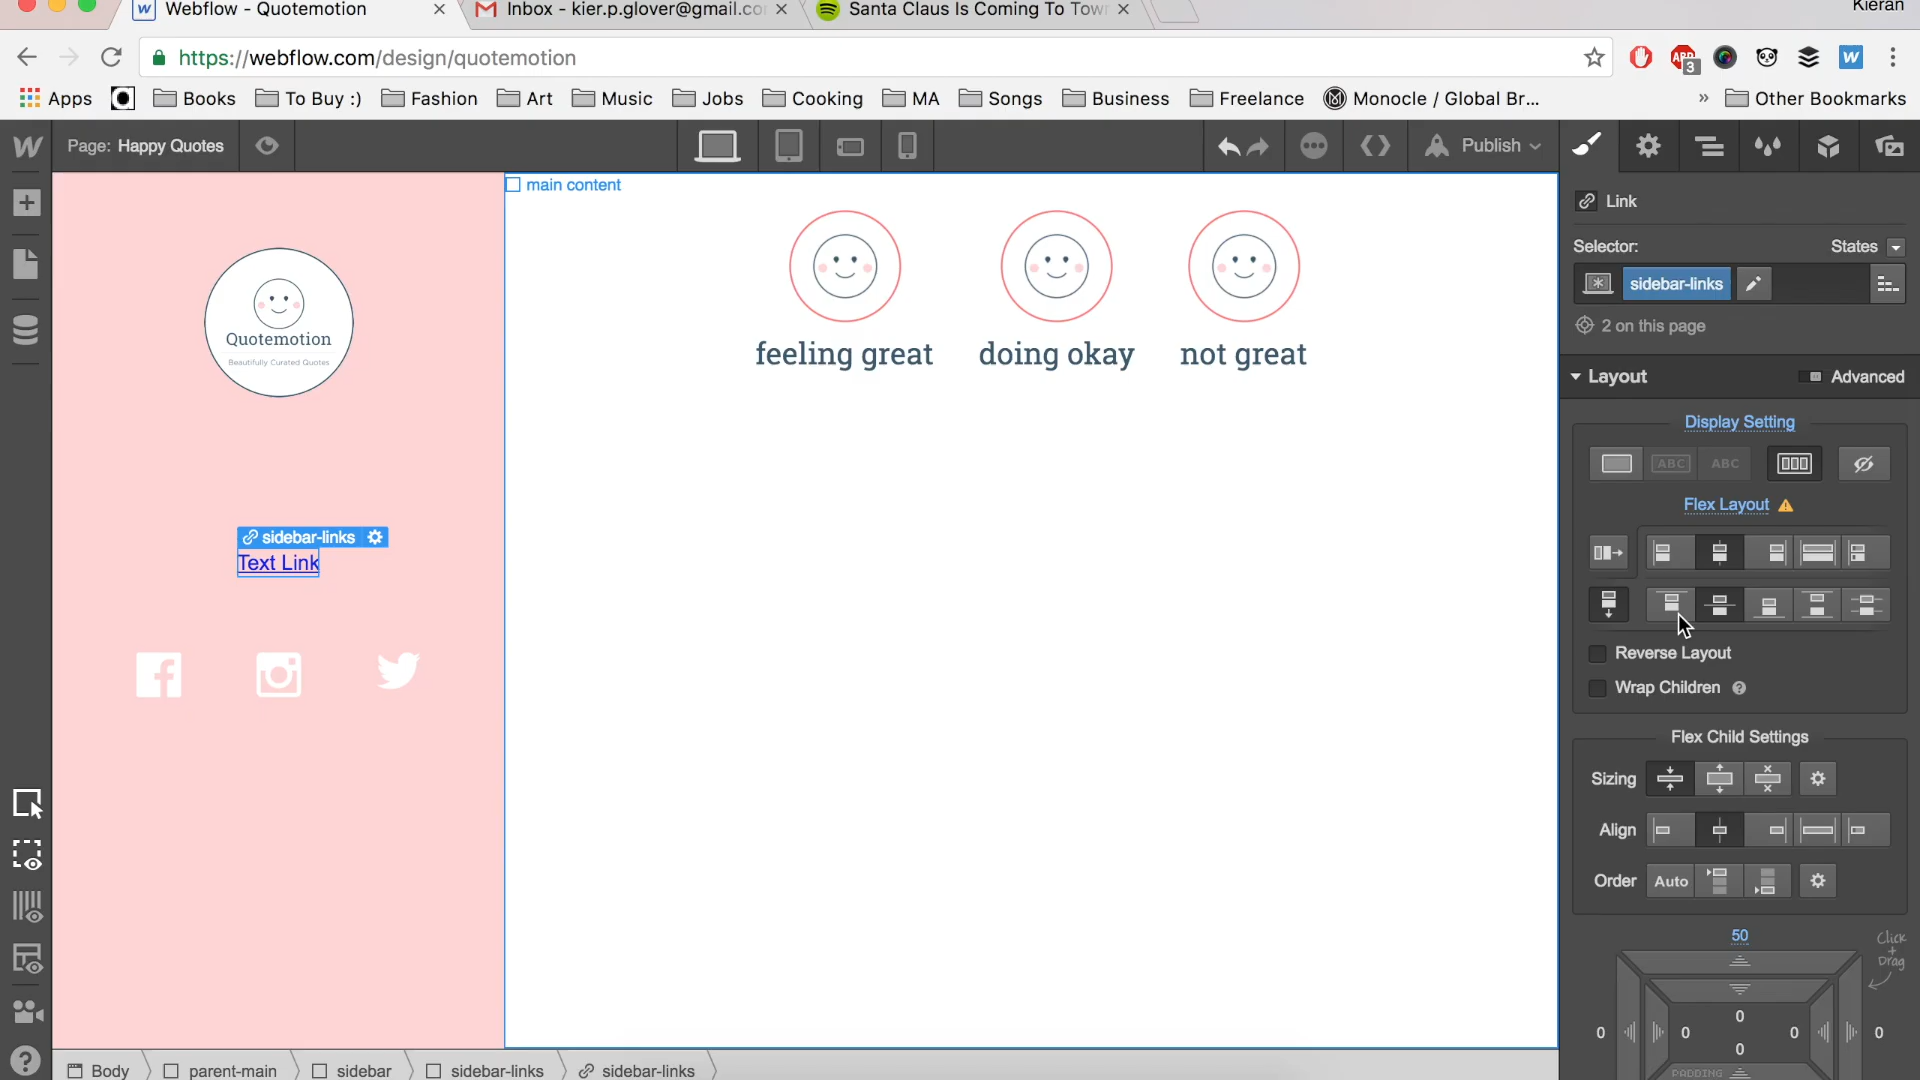 Webflow - Quotemotion
Inbox - kier.p.glover@gmail.co
Santa Claus Is Coming To Tow
Kieran
https://webflow.com/design/quotemotion
ABP
3
Apps
Books
To Buy :)
Fashion
Art
Music
Jobs
Cooking
MA
Songs
Business
Freelance
Monocle / Global Br...
»
Other Bookmarks
Page: Happy Quotes
Publish
main content
Link
Selector:
States
sidebar-links
2 on this page
Quotemotion
Beautifully Curated Quotes
feeling great
doing okay
not great
Layout
Advanced
Display Setting
ABC
ABC
Flex Layout
sidebar-links
Text Link
Reverse Layout
Wrap Children
Flex Child Settings
Sizing
Align
Order
Auto
50
Click
+
Drag
0
0
0
0
0
0
PADDING
Body
parent-main
sidebar
sidebar-links
sidebar-links